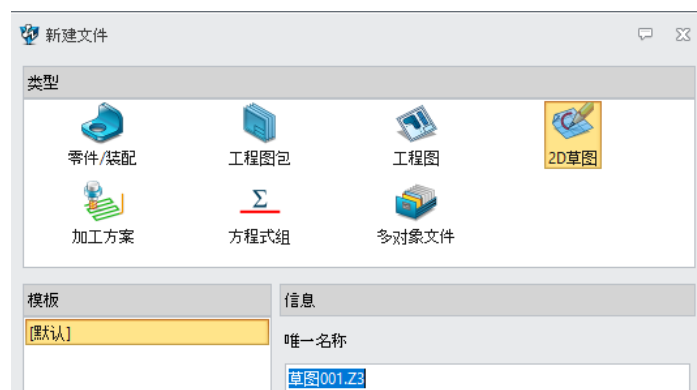 新建文件
类型
零件/装配 工程图包 工程图 2D草图
Σ
加工方案 方程式组 多对象文件
模板 信息
[默认] 唯一名称
草图001.Z3